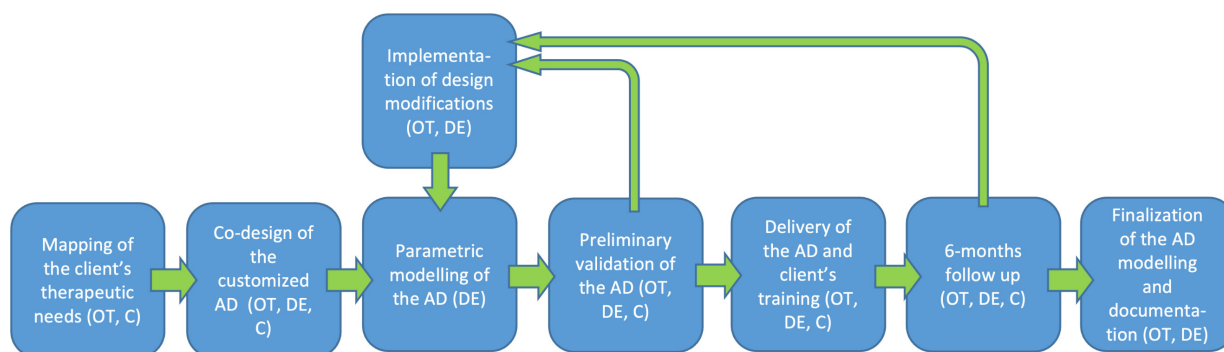 Implementa-
tion of design
modifications
(OT, DE)
Mapping of
the client's
therapeutic
needs (OT, C)
Co-design of
the
customized
AD (OT, DE,
C)
Parametric
modelling of
the AD (DE)
Preliminary
validation of
the AD (OT,
DE, C)
Delivery of
the AD and
client's
training (OT,
DE, C)
6-months
follow up
(OT, DE, C)
Finalization
of the AD
modelling
and
documenta-
tion (OT, DE)